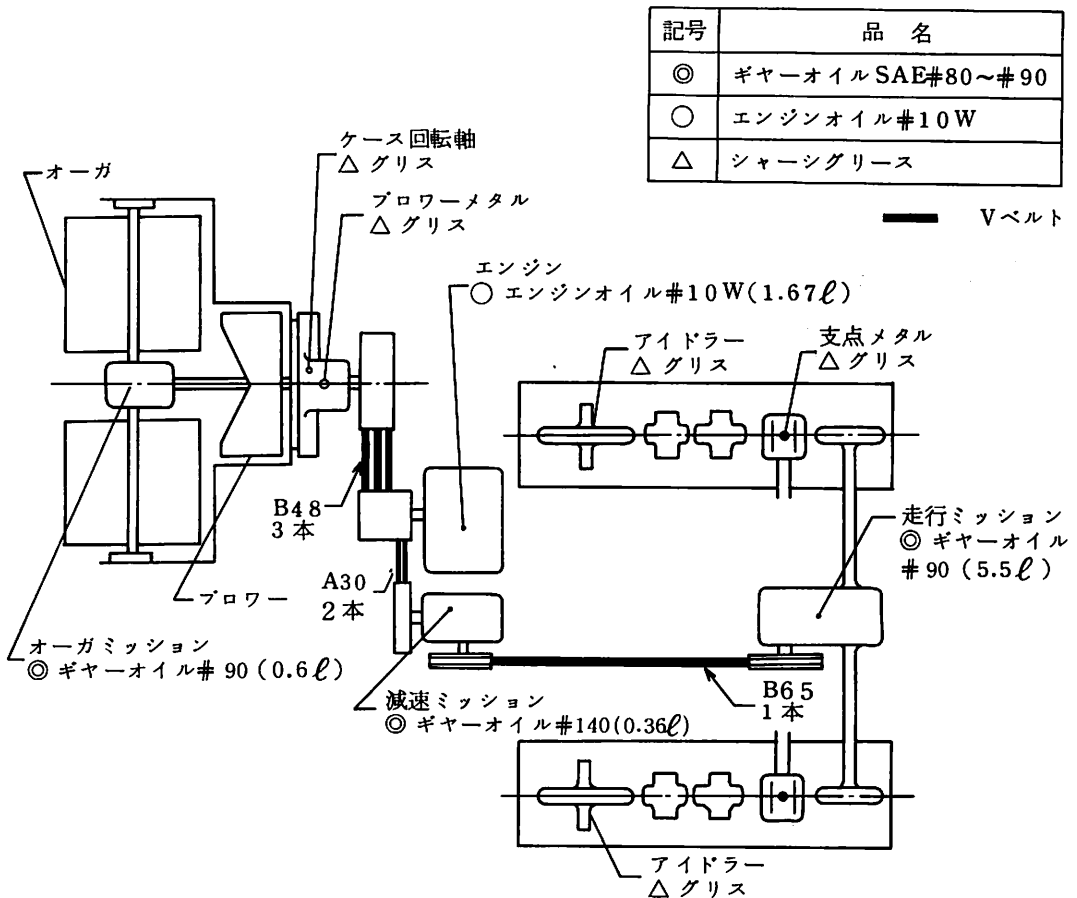 記号 品名
◎ ギヤーオイルSAE#80~#90
○ エンジンオイル#10W
△ シャーシグリース
Vベルト
ケース回転軸
△ グリス
オーガ
ブロワーメタル
△ グリス
エンジン
○ エンジンオイル#10W(1.67ℓ)
アイドラー
△ グリス
支点メタル
△ グリス
B48
3本
走行ミッション
◎ ギヤーオイル
#90(5.5ℓ)
A30
2本
ブロワー
オーガミッション
◎ ギヤーオイル#90(0.6ℓ)
減速ミッション
◎ ギヤーオイル#140(0.36ℓ)
B65
1本
アイドラー
△ グリス